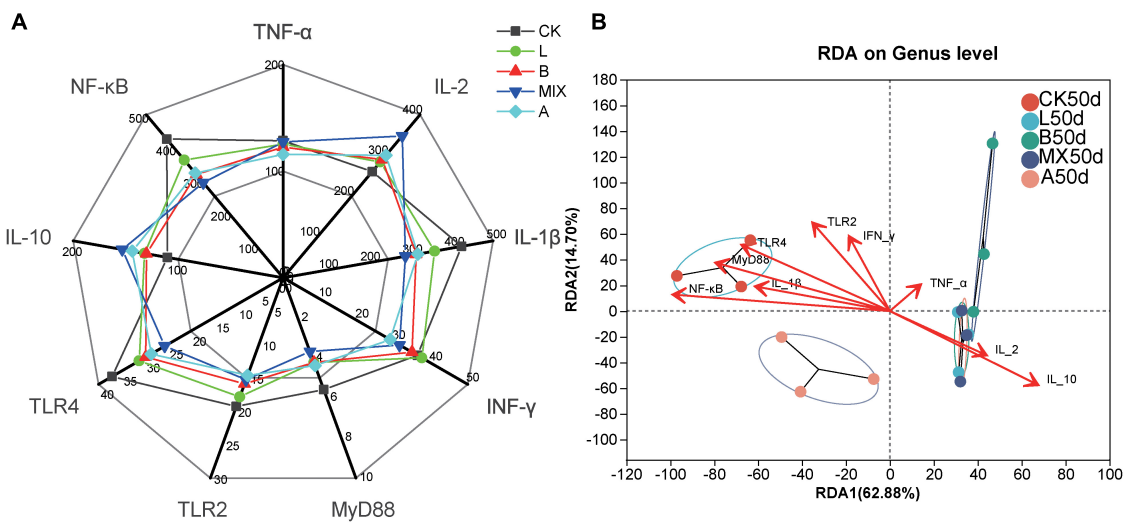 A
TNF-α
200
100
CK
L
B
MIX
A
IL-2
400
300
200
100
IL-1β
500
400
300
200
100
INF-γ
50
40
30
20
10
MyD88
10
8
6
4
2
TLR2
30
25
20
15
10
5
TLR4
40
35
30
25
20
15
10
5
IL-10
200
100
NF-κB
500
400
300
200
100
B
RDA on Genus level
RDA2(14.70%)
180
160
140
120
100
80
60
40
20
0
-20
-40
-60
-80
-100
CK50d
L50d
B50d
MX50d
A50d
TLR2
IFN_γ
TLR4
MyD88
IL_1β
NF-κB
TNF_α
IL_2
IL_10
-120
-100
-80
-60
-40
-20
0
20
40
60
80
100
RDA1(62.88%)